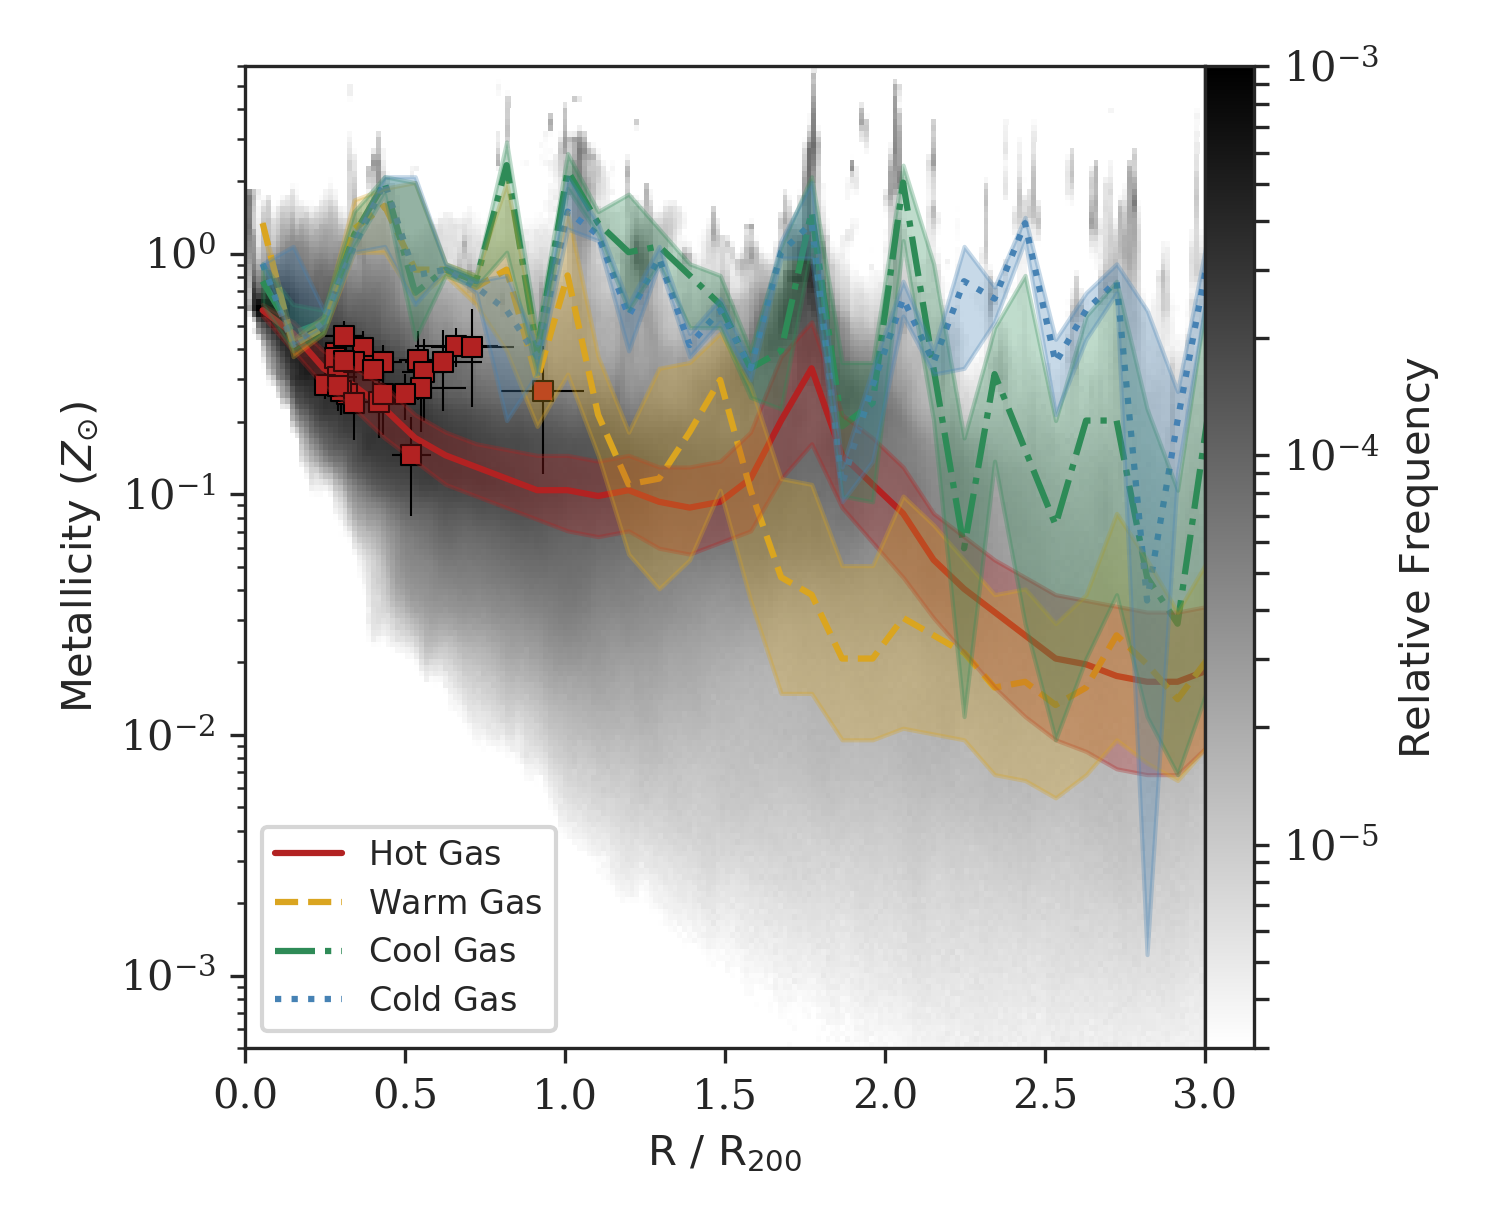 10⁰
10⁻¹
10⁻²
10⁻³
Metallicity (Z⊙)
0.0 0.5 1.0 1.5 2.0 2.5 3.0
R / R₂₀₀
Hot Gas
Warm Gas
Cool Gas
Cold Gas
10⁻³
10⁻⁴
10⁻⁵
Relative Frequency